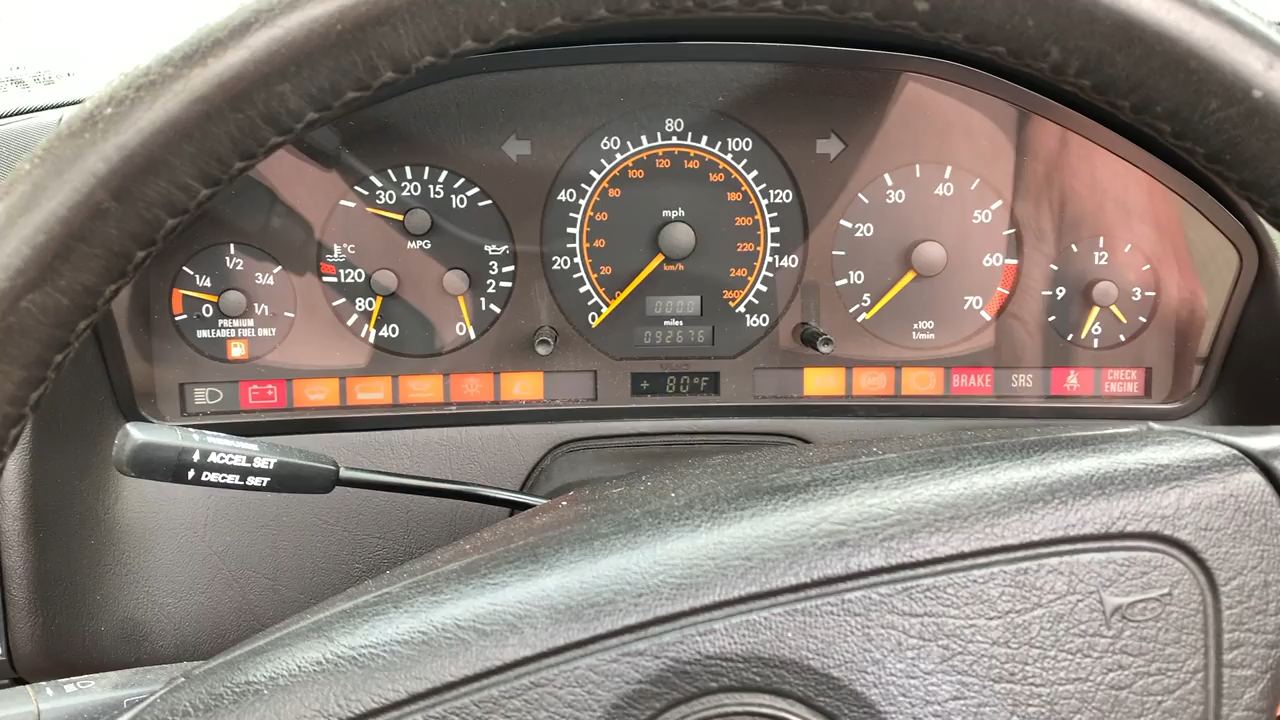 80
60
100
40
120
20
140
0
160
120
140
100
160
80
180
60
200
40
220
20
240
0
260
mph
km/h
0000
miles
092676
30 20 15 10
MPG
°C
120
80
40
3
2
1
0
1/2
1/4
3/4
0
1/1
PREMIUM
UNLEADED FUEL ONLY
30
40
20
50
10
60
5
70
x100
1/min
12
9
3
6
+ 80°F
ABS
BRAKE
SRS
CHECK
ENGINE
ACCEL SET
DECEL SET